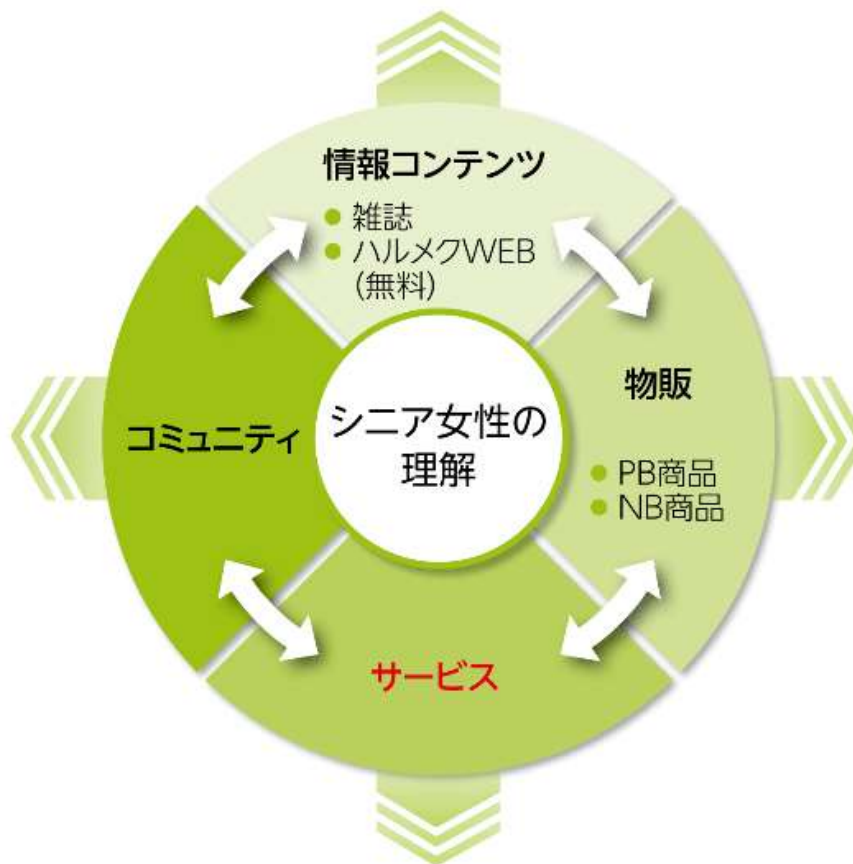 情報コンテンツ
● 雑誌
● ハルメクWEB
(無料)
物販
● PB商品
● NB商品
コミュニティ
シニア女性の
理解
サービス